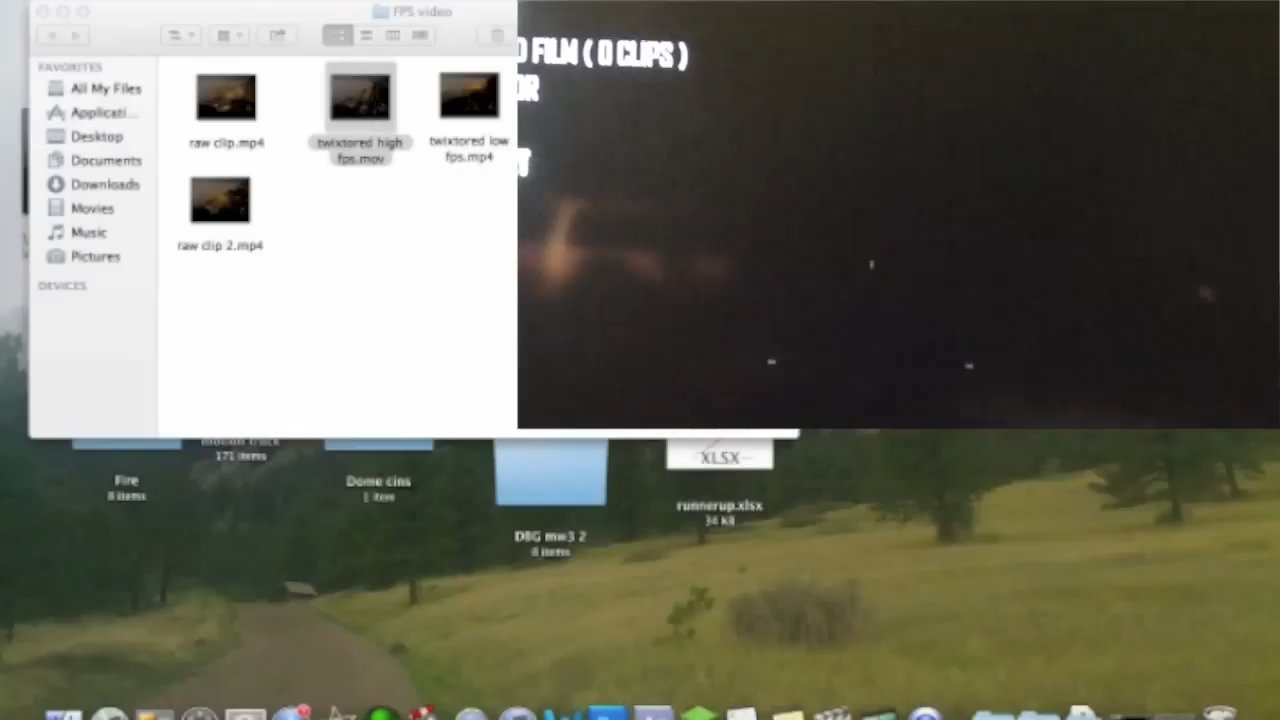 FPS video
FAVORITES
All My Files
Applicati...
Desktop
Documents
Downloads
Movies
Music
Pictures
DEVICES
raw clip.mp4
twixtored high
fps.mov
twixtored low
fps.mp4
raw clip 2.mp4
FILM ( 0 CLIPS )
OR
171 items
Fire
8 items
Dome cins
1 item
DBG mw3 2
8 items
XLSX
runnerup.xlsx
34 KB